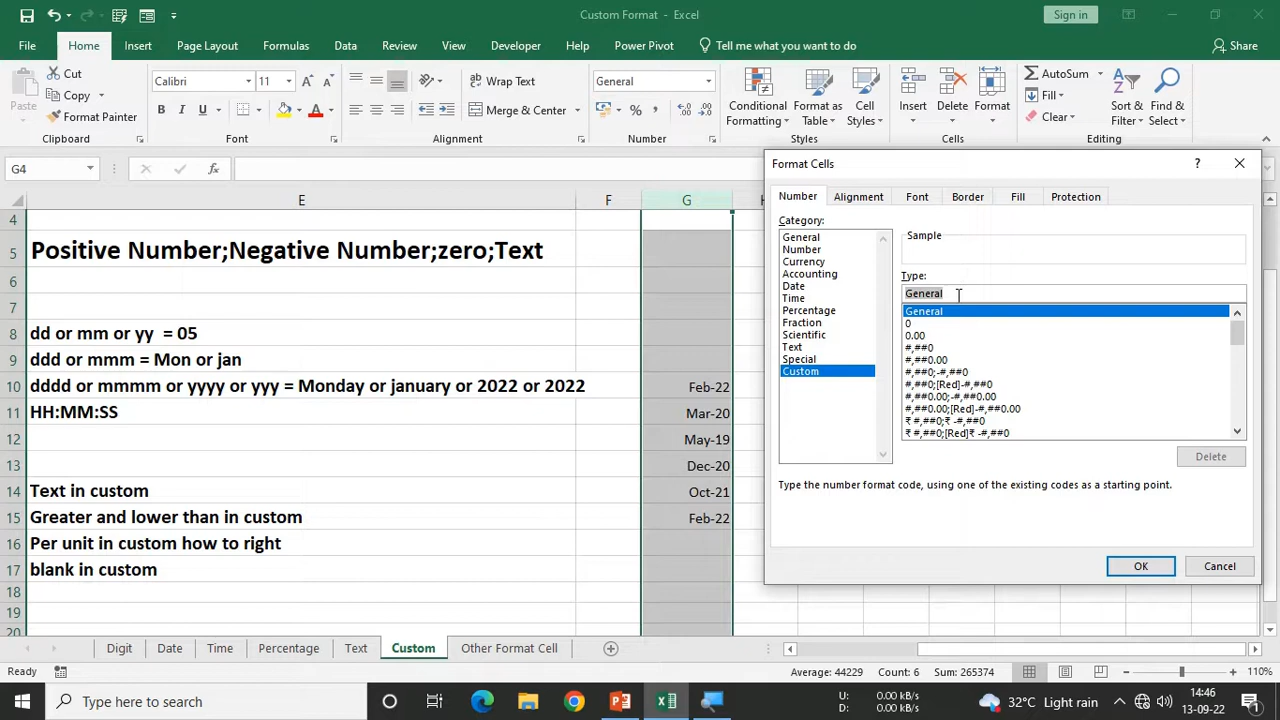 Custom Format - Excel
Sign in
File Home Insert Page Layout Formulas Data Review View Developer Help Power Pivot Tell me what you want to do Share
Paste
Cut
Copy
Format Painter
Clipboard
Calibri 11
B I U
Font
Wrap Text
Merge & Center
Alignment
General
%
Number
Conditional Formatting
Format as Table
Cell Styles
Styles
Insert
Delete
Format
Cells
AutoSum
Fill
Clear
Sort & Filter
Find & Select
Editing
G4 fx
E F G H
4
5 Positive Number;Negative Number;zero;Text
6
7
8 dd or mm or yy = 05
9 ddd or mmm = Mon or jan
10 dddd or mmmm or yyyy or yyy = Monday or january or 2022 or 2022 Feb-22
11 HH:MM:SS Mar-20
12 May-19
13 Dec-20
14 Text in custom Oct-21
15 Greater and lower than in custom Feb-22
16 Per unit in custom how to right
17 blank in custom
18
19
20
Format Cells ?
Number Alignment Font Border Fill Protection
Category:
General
Number
Currency
Accounting
Date
Time
Percentage
Fraction
Scientific
Text
Special
Custom
Sample
Type:
General
General
0
0.00
#,##0
#,##0.00
#,##0;-#,##0
#,##0;[Red]-#,##0
#,##0.00;-#,##0.00
#,##0.00;[Red]-#,##0.00
₹ #,##0;₹ -#,##0
₹ #,##0;[Red]₹ -#,##0
Delete
Type the number format code, using one of the existing codes as a starting point.
OK Cancel
Digit Date Time Percentage Text Custom Other Format Cell
Ready Average: 44229 Count: 6 Sum: 265374 110%
Type here to search
U: 0.00 kB/s
D: 0.00 kB/s
32°C Light rain
14:46
13-09-22
1